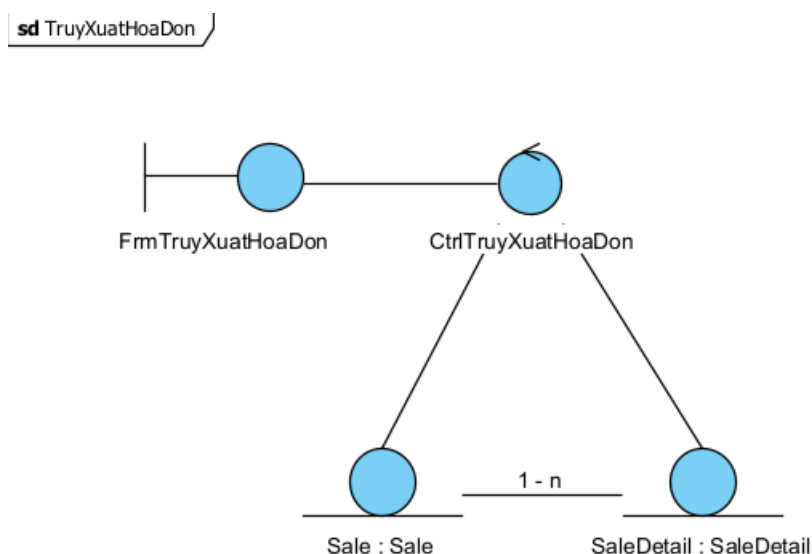 sd TruyXuatHoaDon
FrmTruyXuatHoaDon
CtrlTruyXuatHoaDon
1 - n
Sale : Sale
SaleDetail : SaleDetail